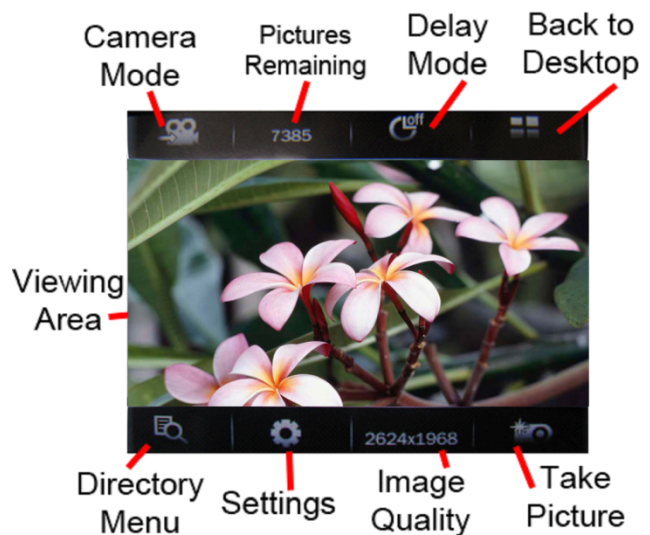 Camera
Mode
Pictures
Remaining
Delay
Mode
Back to
Desktop
7385
off
Viewing
Area
2624x1968
Directory
Menu
Settings
Image
Quality
Take
Picture